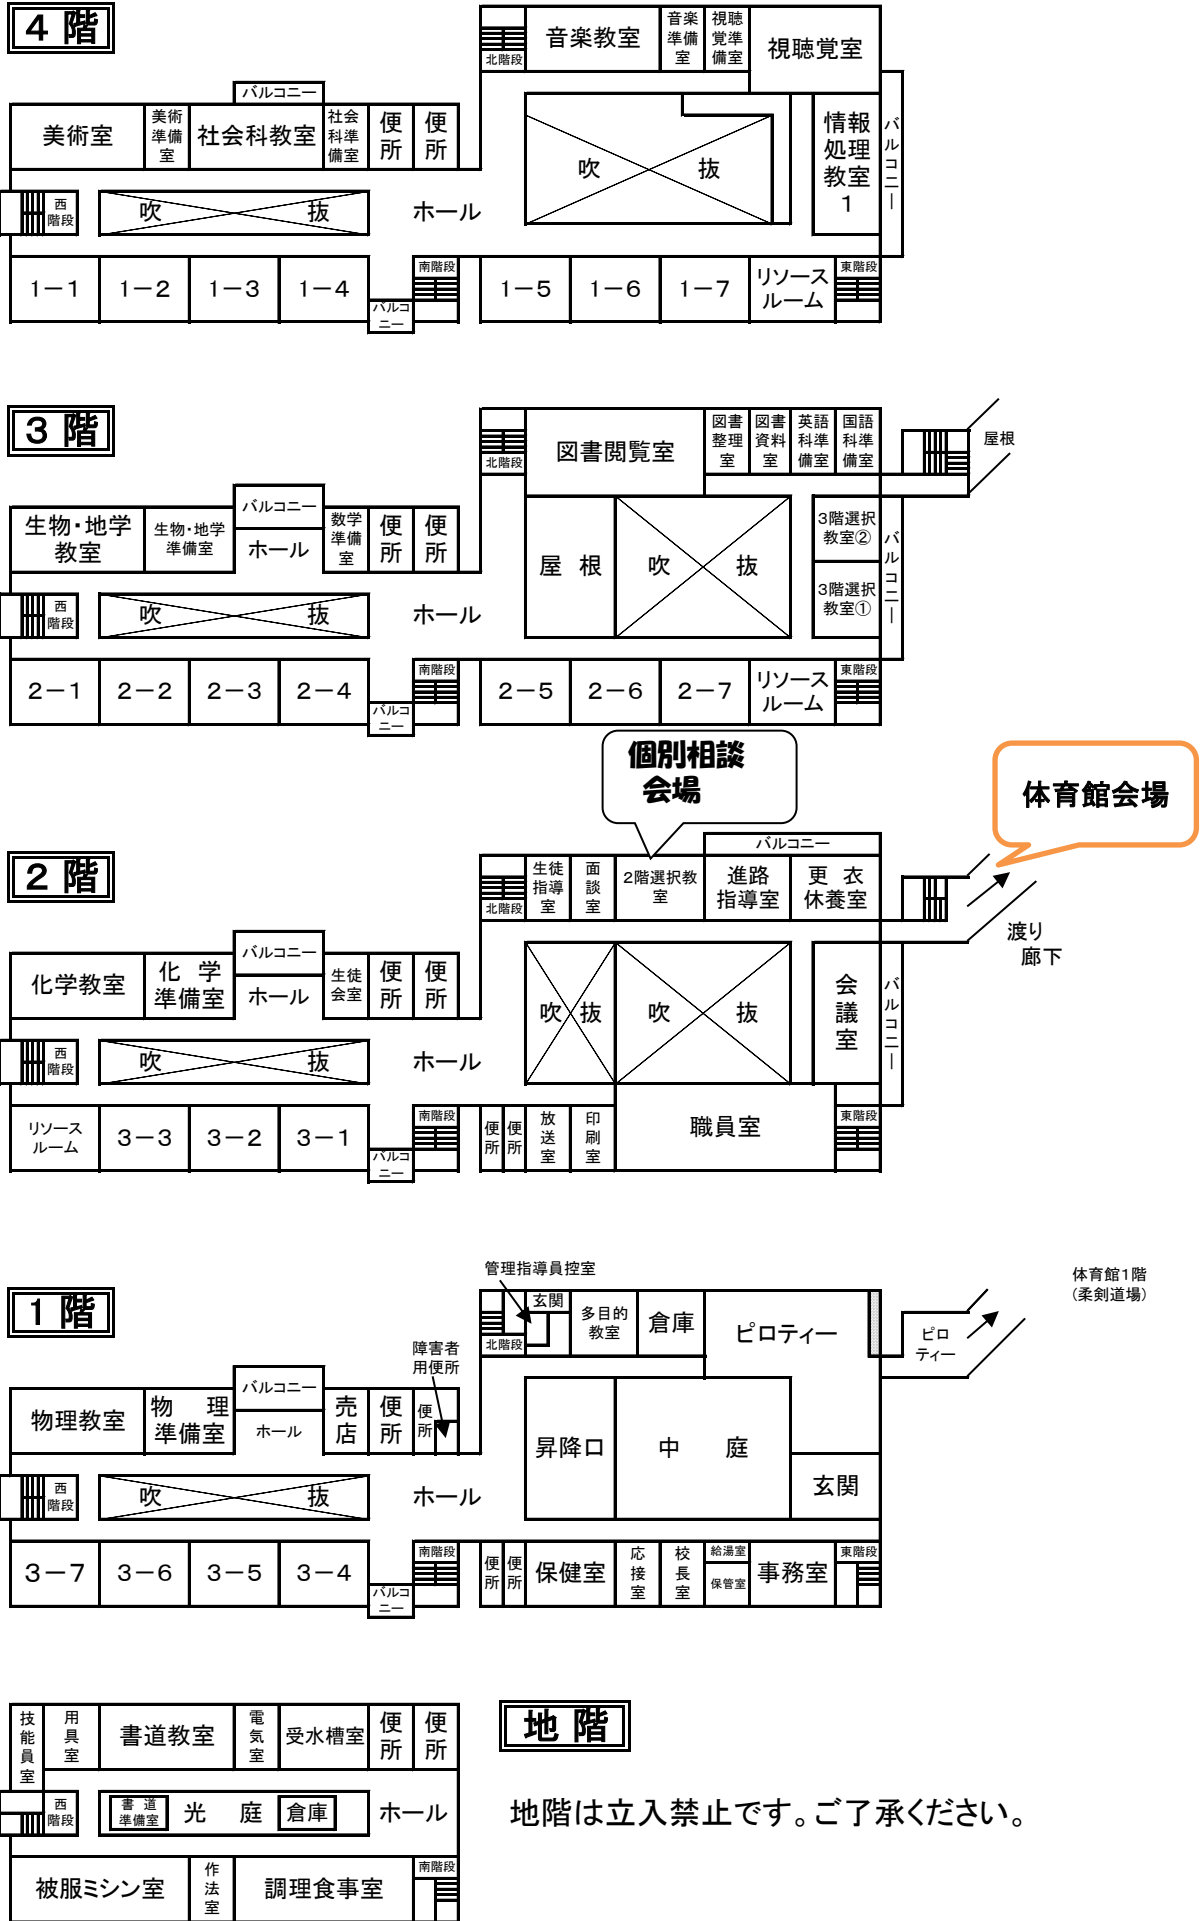 4 階
北階段
音楽教室
音楽
準備
室
視聴
覚準
備室
視聴覚室
バルコニー
美術室
美術
準備
室
社会科教室
社会
科準
備室
便
所
便
所
吹 抜
情報
処理
教室
1
バルコニー
西
階段
吹 抜
ホール
1-1
1-2
1-3
1-4
バルコ
ニー
南階段
1-5
1-6
1-7
リソース
ルーム
東階段
3 階
北階段
図書閲覧室
図書
整理
室
図書
資料
室
英語
科準
備室
国語
科準
備室
屋根
生物・地学
教室
生物・地学
準備室
バルコニー
ホール
数学
準備
室
便
所
便
所
屋 根
吹 抜
3階選択
教室②
3階選択
教室①
バルコニー
西
階段
吹 抜
ホール
2-1
2-2
2-3
2-4
バルコ
ニー
南階段
2-5
2-6
2-7
リソース
ルーム
東階段
個別相談
会場
体育館会場
2 階
北階段
生徒
指導
室
面
談
室
2階選択教
室
バルコニー
進路
指導室
更 衣
休養室
渡り
廊下
化学教室
化 学
準備室
バルコニー
ホール
生徒
会室
便
所
便
所
吹 抜
吹 抜
会
議
室
バルコニー
西
階段
吹 抜
ホール
リソース
ルーム
3-3
3-2
3-1
バルコ
ニー
南階段
便
所
便
所
放
送
室
印
刷
室
職員室
東階段
1 階
管理指導員控室
北階段
玄関
多目的
教室
倉庫
ピロティー
ピロ
ティー
体育館1階
(柔剣道場)
障害者
用便所
物理教室
物 理
準備室
バルコニー
ホール
売
店
便
所
便
所
昇降口
中 庭
玄関
西
階段
吹 抜
ホール
3-7
3-6
3-5
3-4
バルコ
ニー
南階段
便
所
便
所
保健室
応
接
室
校
長
室
給湯室
保管室
事務室
東階段
地 階
技
能
員
室
用
具
室
書道教室
電
気
室
受水槽室
便
所
便
所
西
階段
書 道
準備室
光 庭
倉庫
ホール
地階は立入禁止です。ご了承ください。
被服ミシン室
作
法
室
調理食事室
南階段